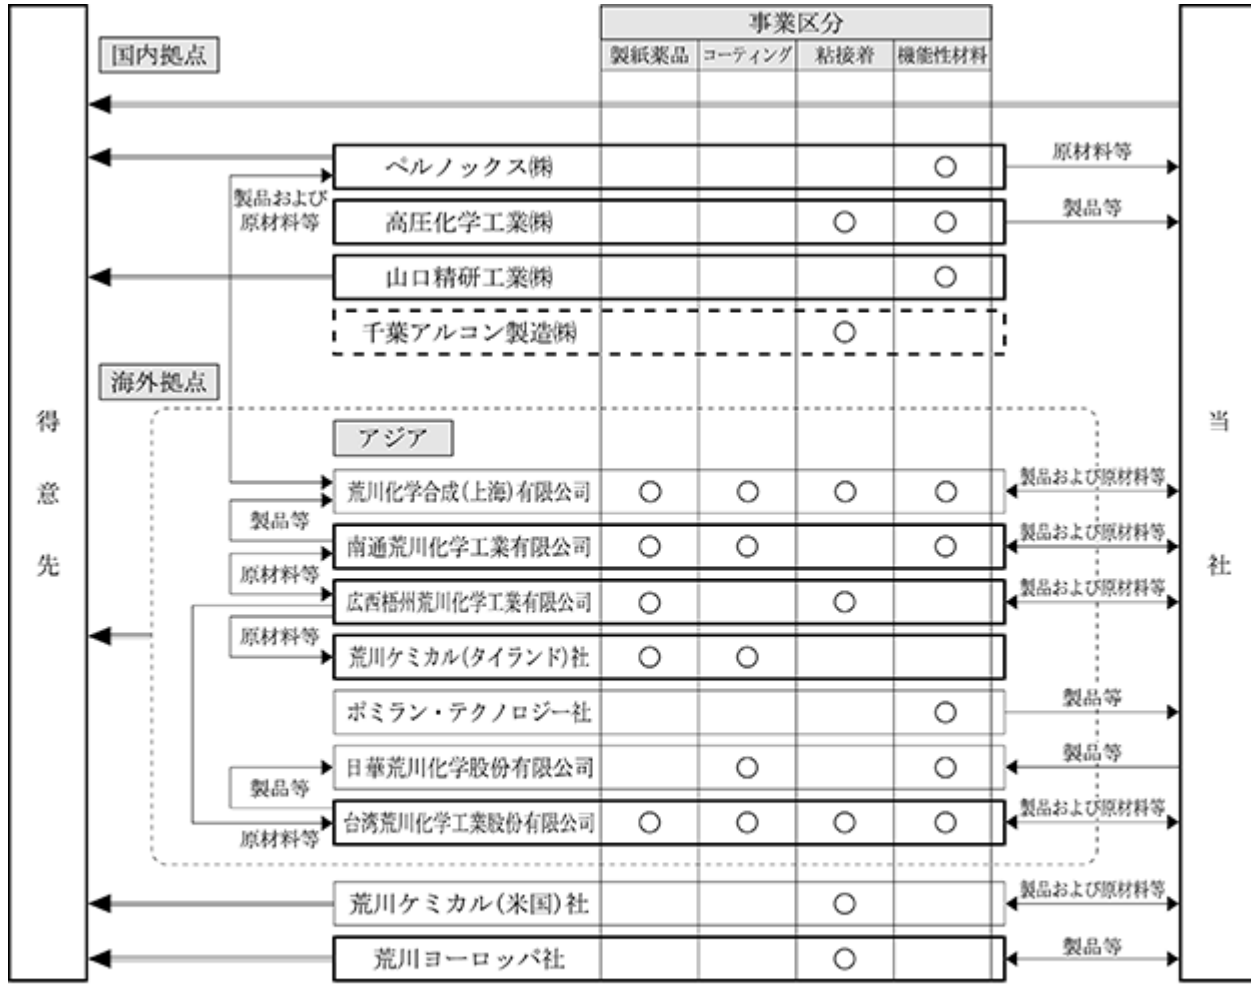 事業区分
国内拠点
製紙薬品 コーティング 粘接着 機能性材料
ペルノックス㈱ ○ 原材料等
製品および
原材料等
高圧化学工業㈱ ○ ○ 製品等
山口精研工業㈱ ○
千葉アルコン製造㈱ ○
海外拠点
得意先
当社
アジア
荒川化学合成(上海)有限公司 ○ ○ ○ ○ 製品および原材料等
製品等
南通荒川化学工業有限公司 ○ ○ ○ 製品および原材料等
原材料等
広西梧州荒川化学工業有限公司 ○ ○ 製品および原材料等
原材料等
荒川ケミカル(タイランド)社 ○ ○
ポミラン・テクノロジー社 ○ 製品等
日華荒川化学股份有限公司 ○ ○ 製品等
製品等
台湾荒川化学工業股份有限公司 ○ ○ ○ ○ 製品および原材料等
原材料等
荒川ケミカル(米国)社 ○ 製品および原材料等
荒川ヨーロッパ社 ○ 製品等